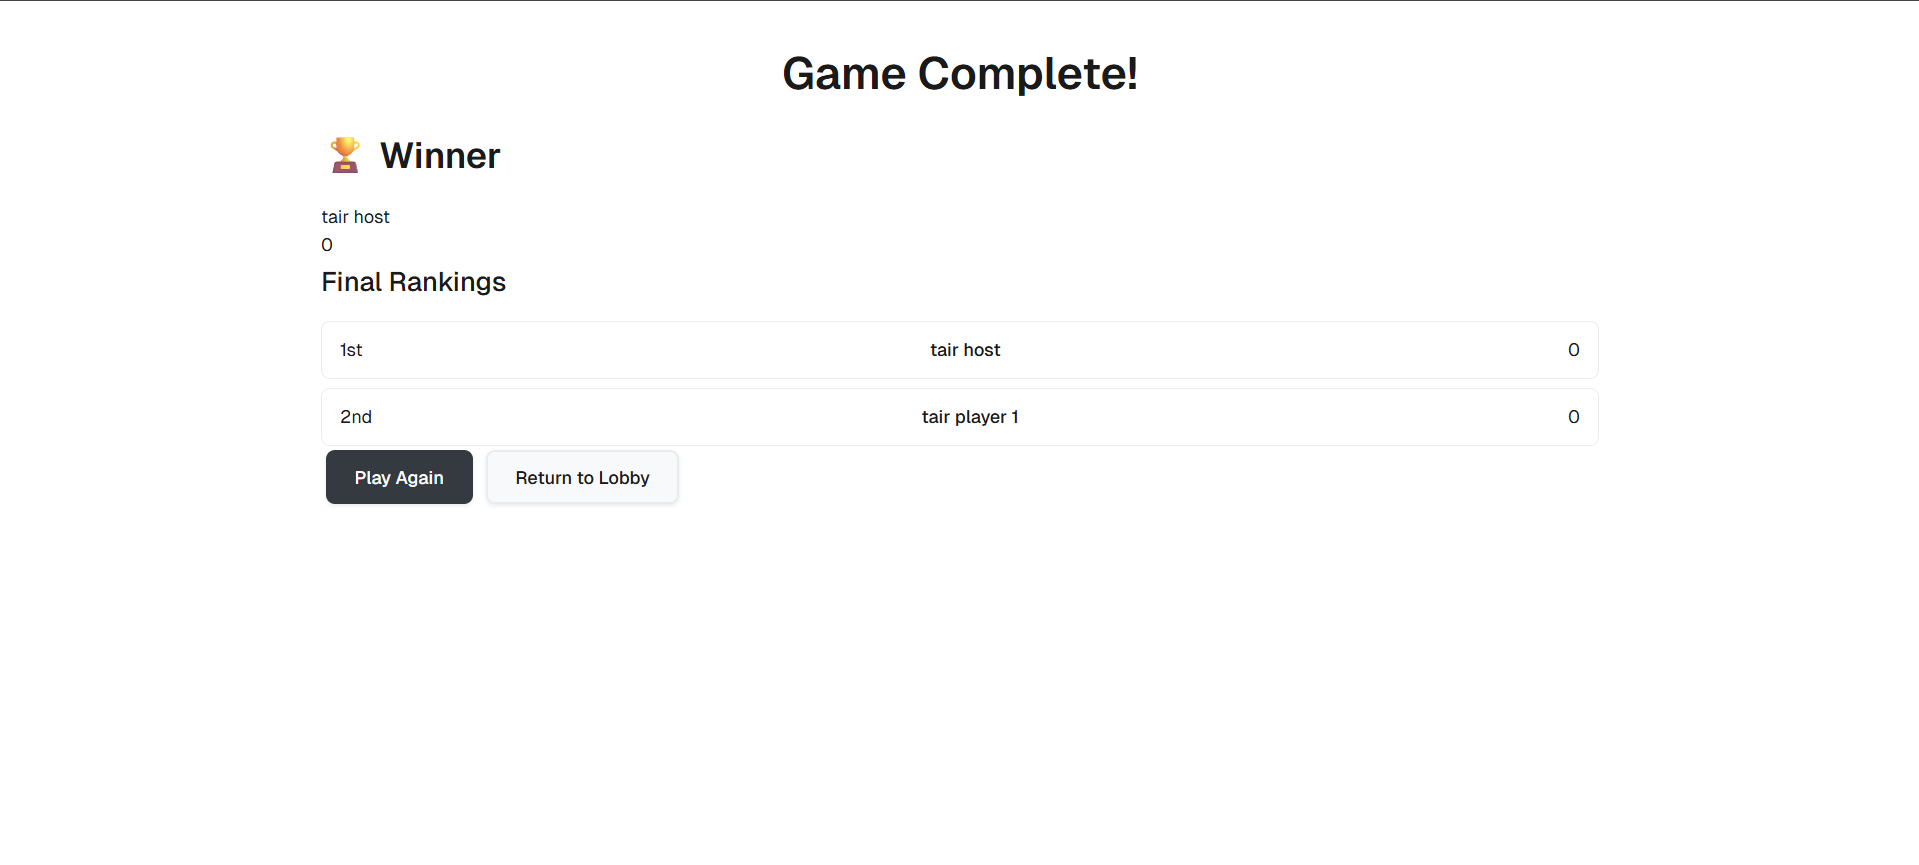 Game Complete!
🏆 Winner
tair host
0
Final Rankings
1st tair host 0
2nd tair player 1 0
Play Again Return to Lobby